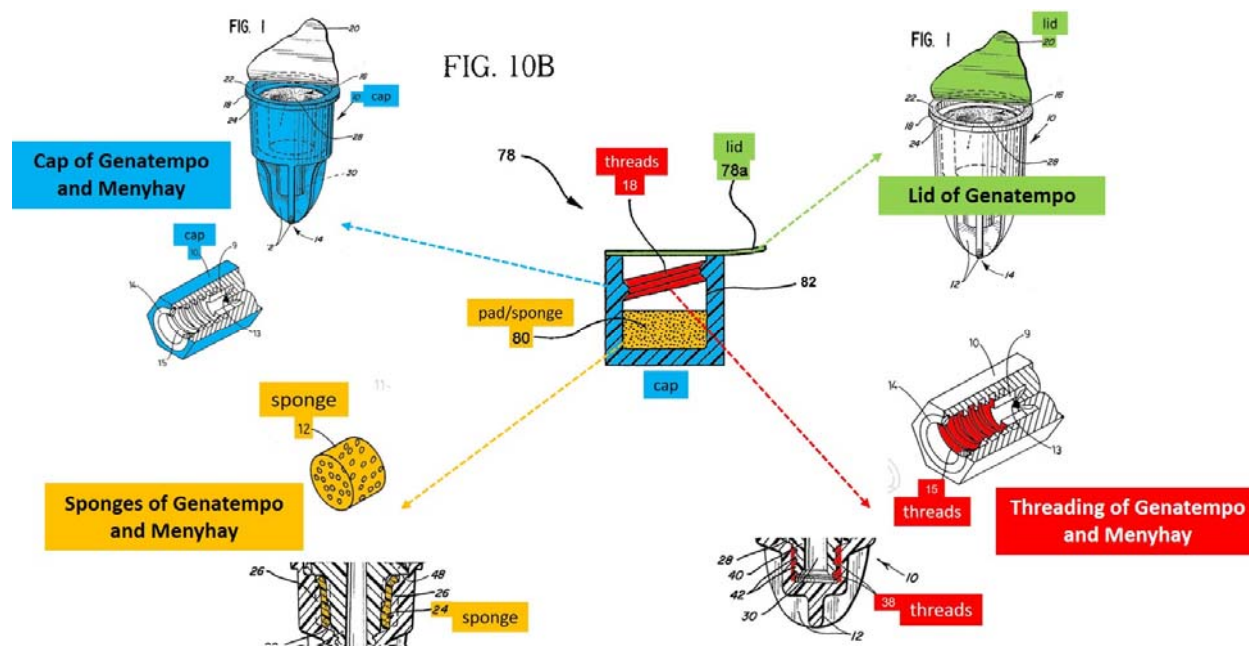 FIG. 1
20
22
18
24
16
10 cap
28
30
12
14
Cap of Genatempo
and Menyhay
cap
10
9
14
15
13
FIG. 10B
78
threads
18
lid
78a
82
pad/sponge
80
cap
FIG. 1
lid
20
22
18
24
16
10
28
Lid of Genatempo
12
14
11
sponge
12
Sponges of Genatempo
and Menyhay
26
48
26
24 sponge
10
9
14
13
15
threads
Threading of Genatempo
and Menyhay
28
40
42
30
10
38 threads
12